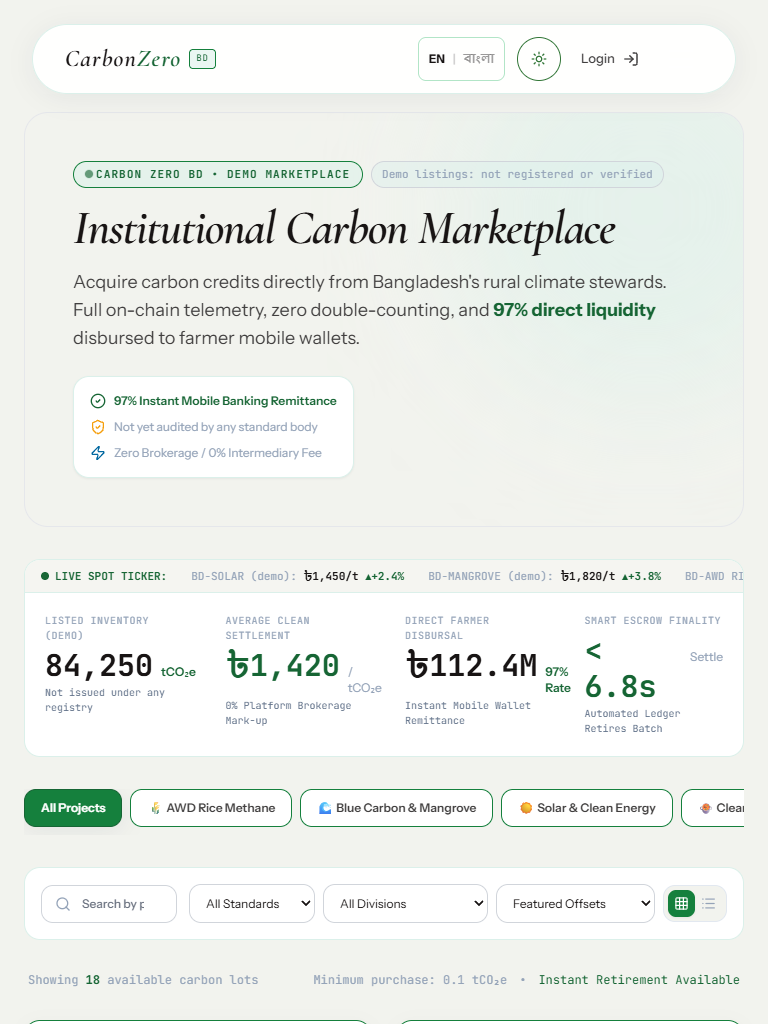 CarbonZero BD
EN | বাংলা
Login
CARBON ZERO BD • DEMO MARKETPLACE
Demo listings: not registered or verified
Institutional Carbon Marketplace
Acquire carbon credits directly from Bangladesh's rural climate stewards.
Full on-chain telemetry, zero double-counting, and 97% direct liquidity
disbursed to farmer mobile wallets.
97% Instant Mobile Banking Remittance
Not yet audited by any standard body
Zero Brokerage / 0% Intermediary Fee
LIVE SPOT TICKER: BD-SOLAR (demo): ৳1,450/t ▲+2.4% BD-MANGROVE (demo): ৳1,820/t ▲+3.8% BD-AWD RI
LISTED INVENTORY
(DEMO)
84,250 tCO₂e
Not issued under any
registry
AVERAGE CLEAN
SETTLEMENT
৳1,420 /
tCO₂e
0% Platform Brokerage
Mark-up
DIRECT FARMER
DISBURSAL
৳112.4M 97%
Rate
Instant Mobile Wallet
Remittance
SMART ESCROW FINALITY
< Settle
6.8s
Automated Ledger
Retires Batch
All Projects
AWD Rice Methane
Blue Carbon & Mangrove
Solar & Clean Energy
Clear
Search by p
All Standards
All Divisions
Featured Offsets
Showing 18 available carbon lots
Minimum purchase: 0.1 tCO₂e • Instant Retirement Available